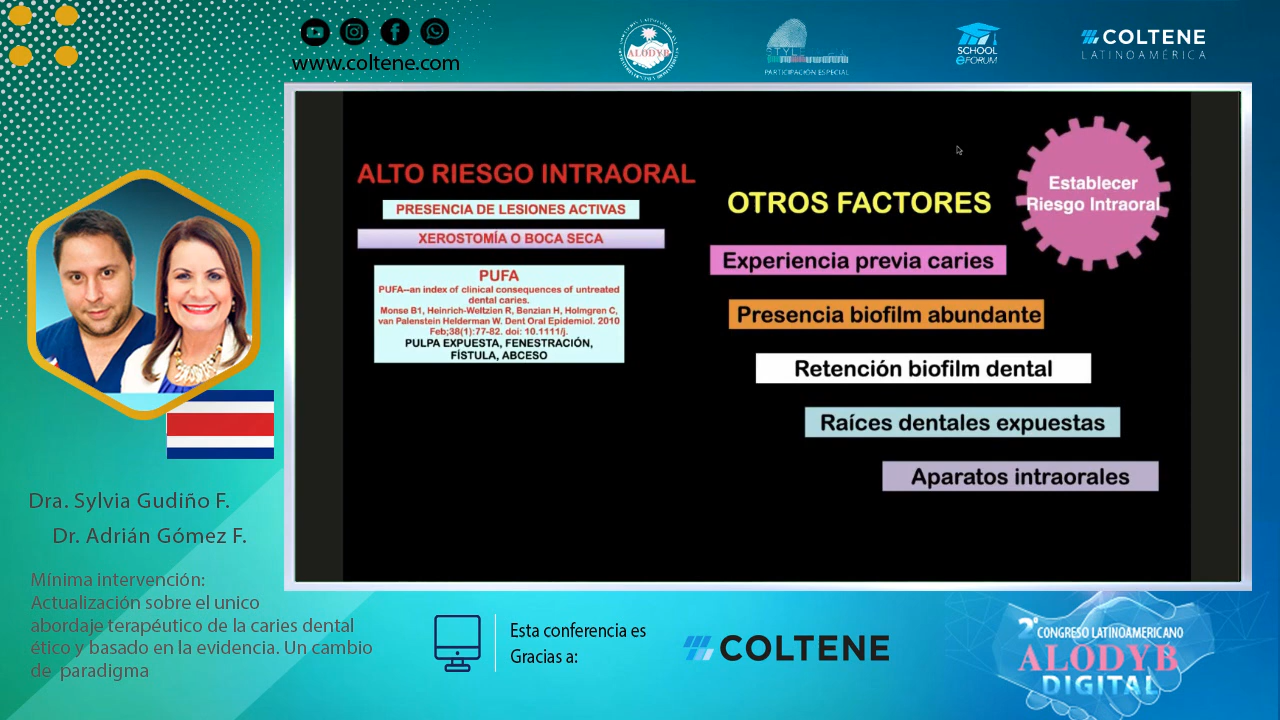 www.coltene.com
ALODYB
PARTICIPACIÓN ESPECIAL
SCHOOL
eFORUM
COLTENE
LATINOAMÉRICA
ALTO RIESGO INTRAORAL
PRESENCIA DE LESIONES ACTIVAS
XEROSTOMÍA O BOCA SECA
PUFA
PUFA--an index of clinical consequences of untreated
dental caries.
Monse B1, Heinrich-Weltzien R, Benzian H, Holmgren C,
van Palenstein Helderman W. Dent Oral Epidemiol. 2010
Feb;38(1):77-82. doi: 10.1111/j.
PULPA EXPUESTA, FENESTRACIÓN,
FÍSTULA, ABCESO
OTROS FACTORES
Establecer
Riesgo Intraoral
Experiencia previa caries
Presencia biofilm abundante
Retención biofilm dental
Raíces dentales expuestas
Aparatos intraorales
Dra. Sylvia Gudiño F.
Dr. Adrián Gómez F.
Mínima intervención:
Actualización sobre el unico
abordaje terapéutico de la caries dental
ético y basado en la evidencia. Un cambio
de paradigma
Esta conferencia es
Gracias a:
COLTENE
2º CONGRESO LATINOAMERICANO
ALODYB
DIGITAL